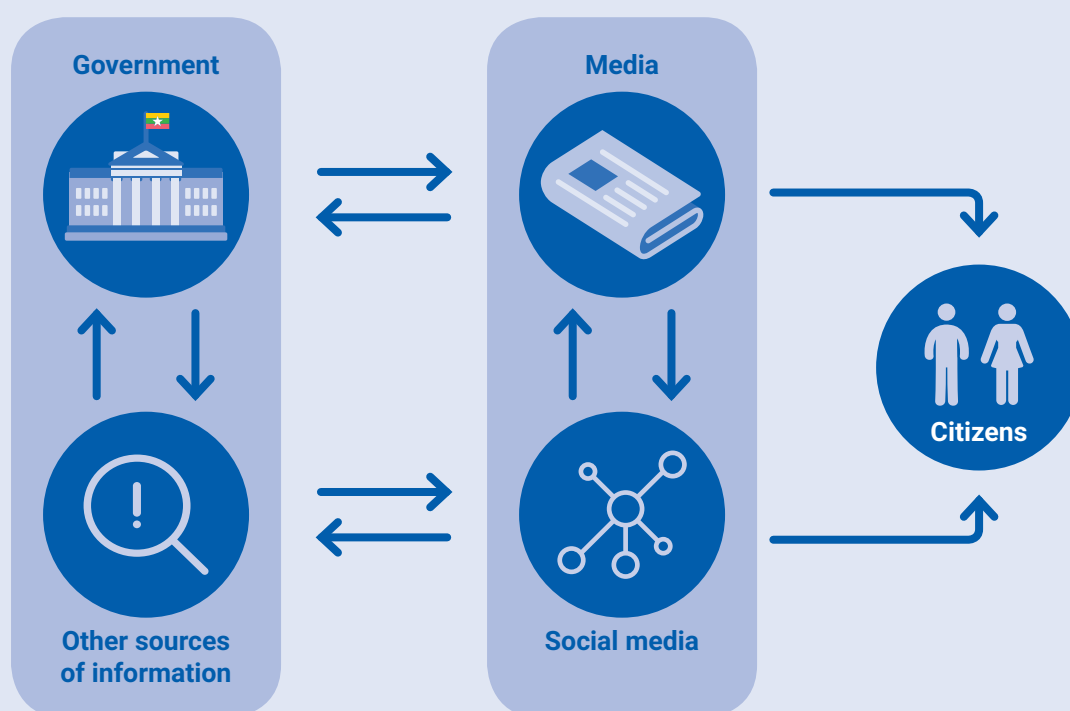 Government
Media
Citizens
Other sources
of information
Social media